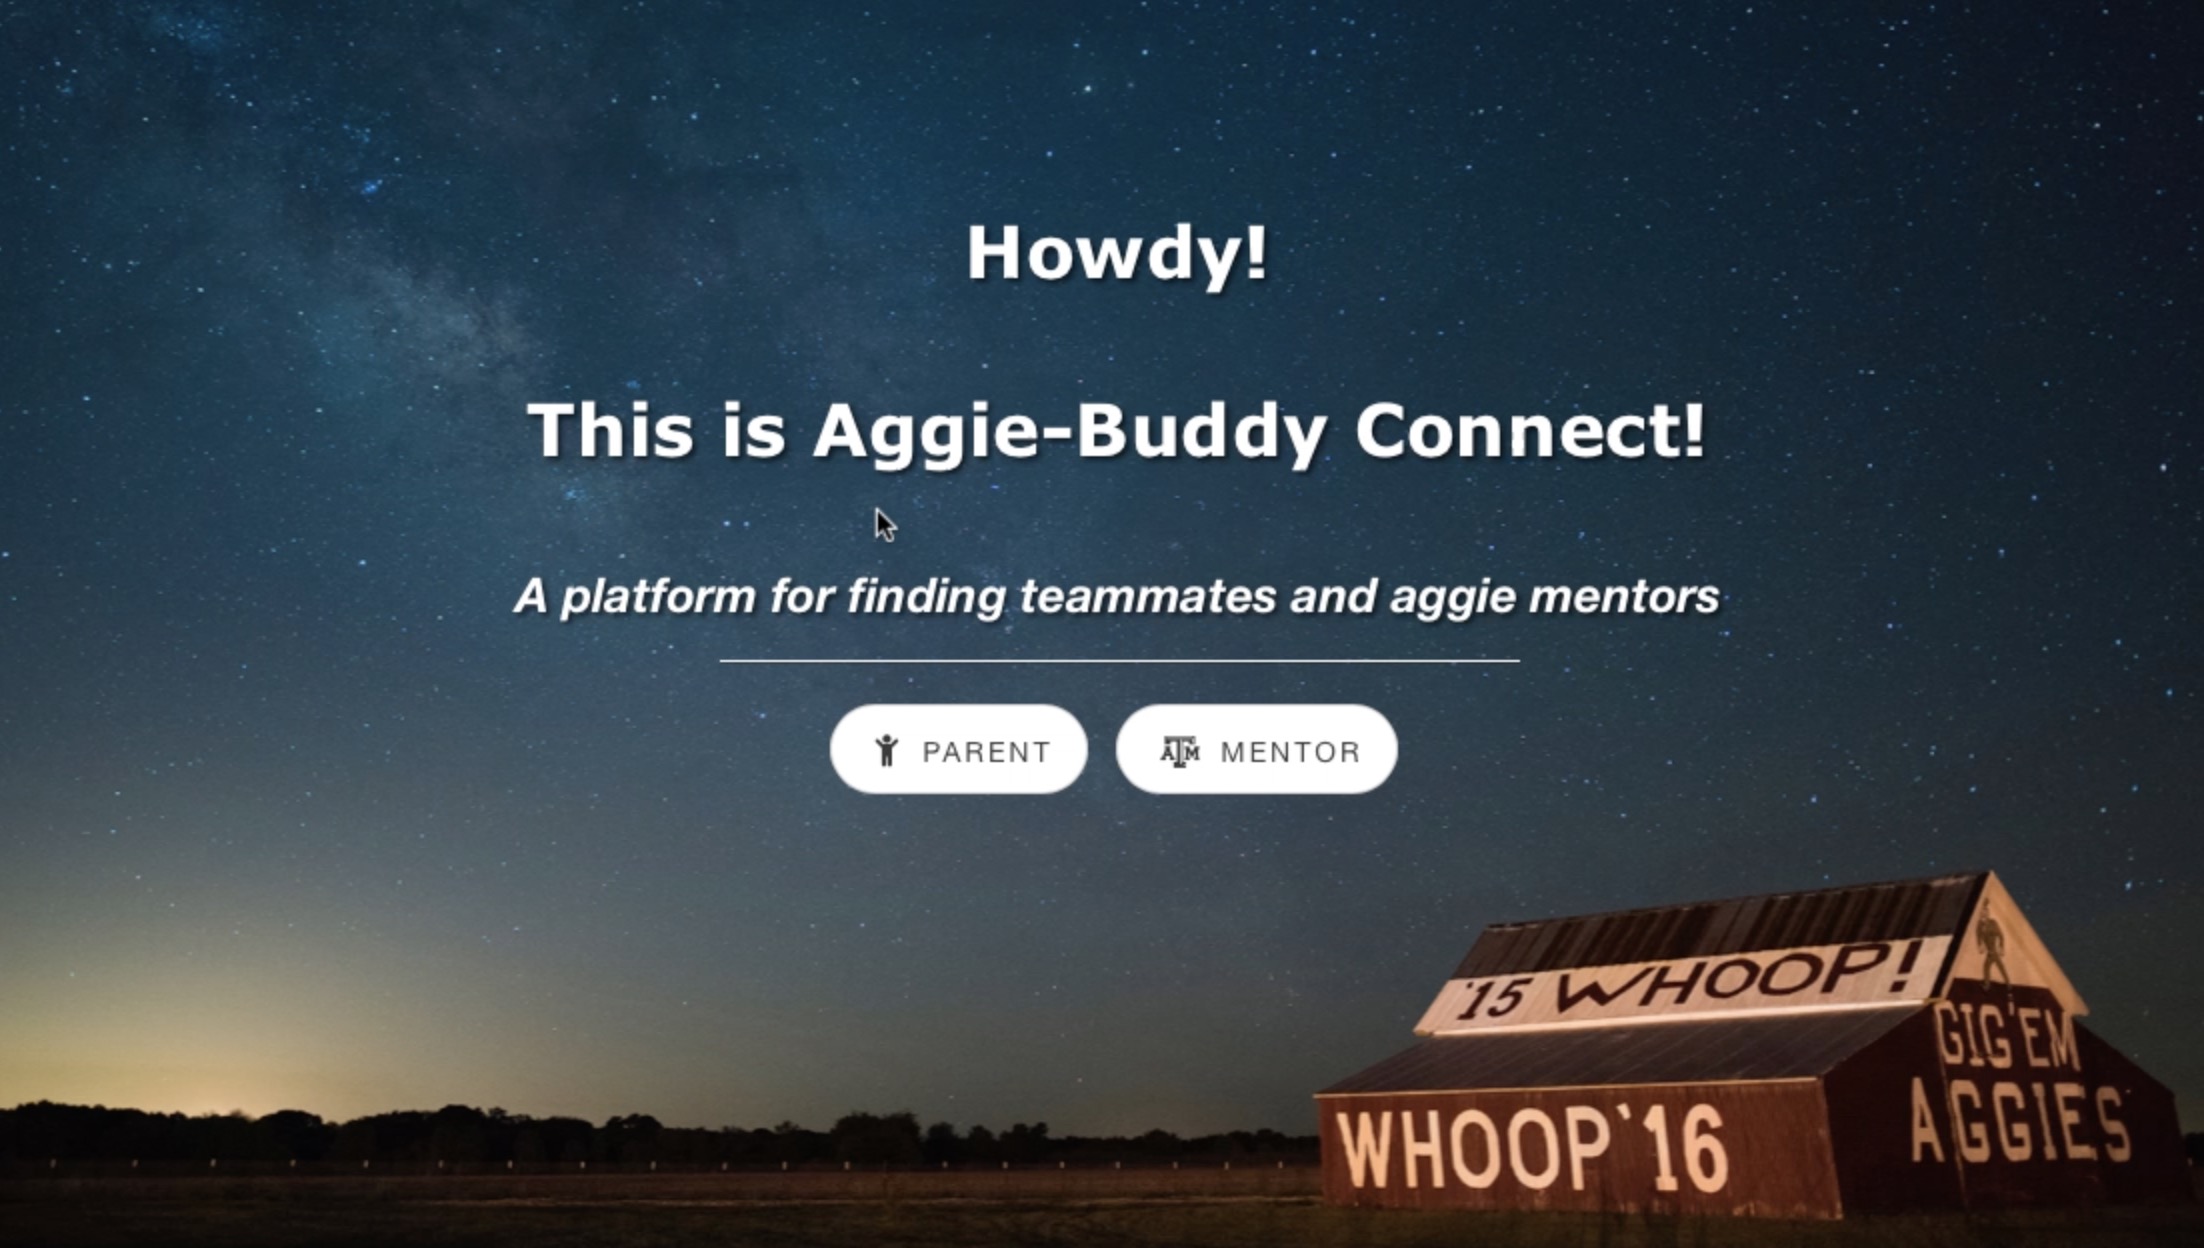 Howdy!
This is Aggie-Buddy Connect!
A platform for finding teammates and aggie mentors
PARENT
ATM MENTOR
'15 WHOOP!
GIG'EM
AGGIES
WHOOP'16